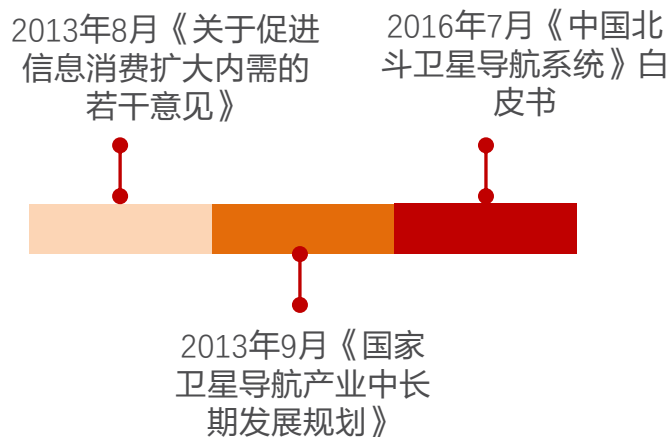 2013年8月《关于促进
信息消费扩大内需的
若干意见》
2016年7月《中国北
斗卫星导航系统》白
皮书
2013年9月《国家
卫星导航产业中长
期发展规划》